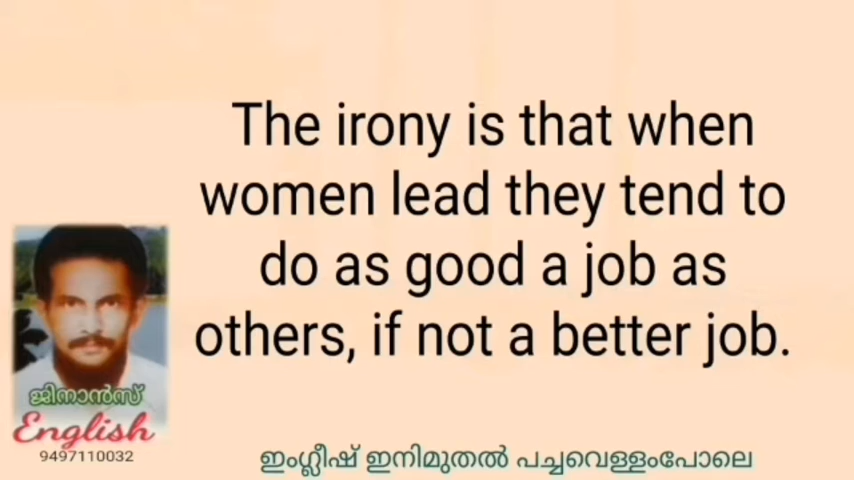 The irony is that when
women lead they tend to
do as good a job as
others, if not a better job.
ജിനാൻസ്
English
9497110032
ഇംഗ്ലീഷ് ഇനിമുതൽ പച്ചവെള്ളംപോലെ